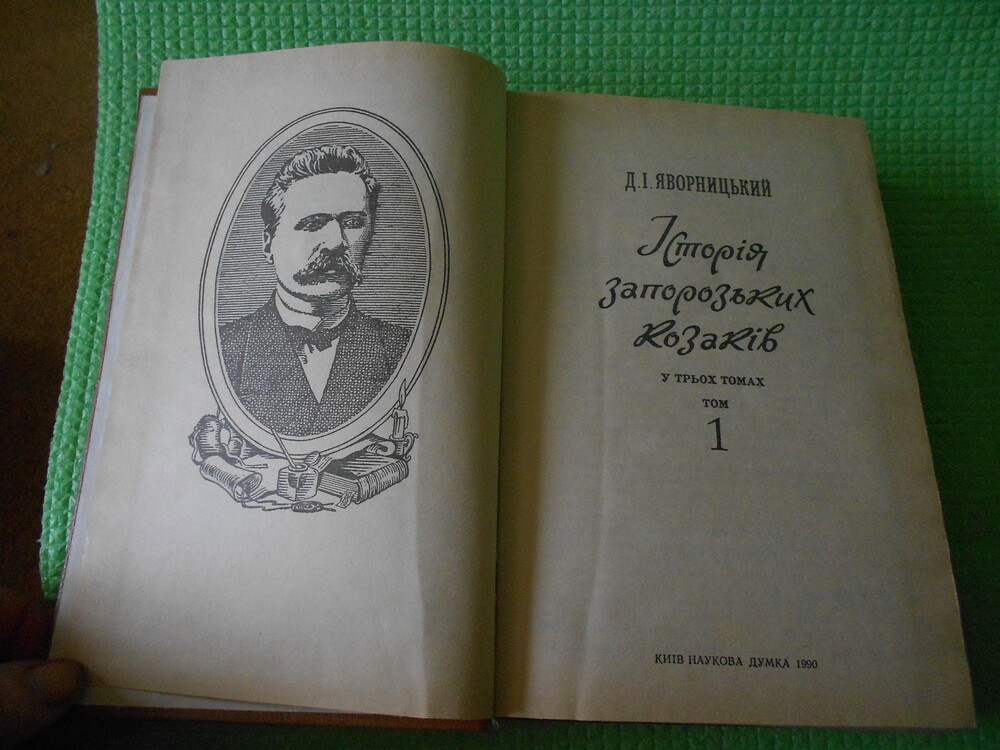 Д.І.ЯВОРНИЦЬКИЙ
Історія
запорозьких
козаків
У ТРЬОХ ТОМАХ
ТОМ
1
КИЇВ НАУКОВА ДУМКА 1990